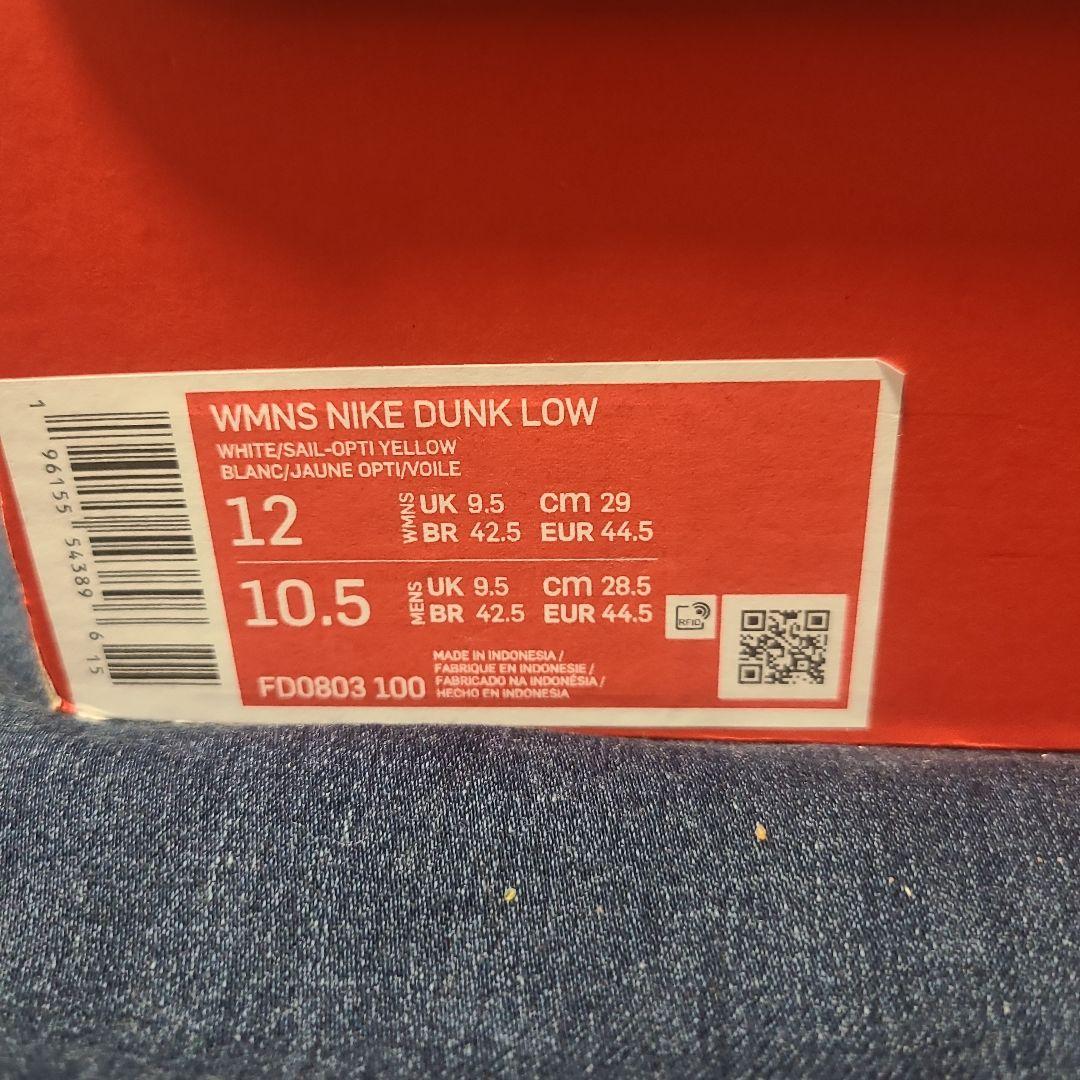 WMNS NIKE DUNK LOW
WHITE/SAIL-OPTI YELLOW
BLANC/JAUNE OPTI/VOILE
12 WMNS UK 9.5 cm 29
BR 42.5 EUR 44.5
10.5 MENS UK 9.5 cm 28.5
BR 42.5 EUR 44.5
RFID
MADE IN INDONESIA /
FABRIQUE EN INDONESIE /
FABRICADO NA INDONÉSIA /
HECHO EN INDONESIA
FD0803 100
1 96155 54389 6 15